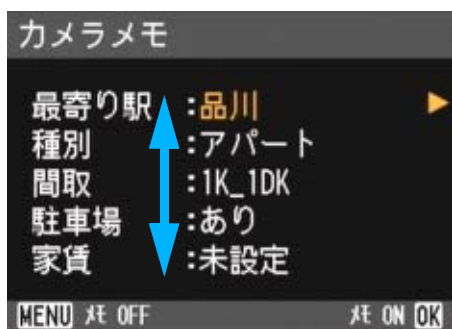 カメラメモ
最寄り駅 :品川
種別 :アパート
間取 :1K_1DK
駐車場 :あり
家賃 :未設定
MENU メモ OFF メモ ON OK